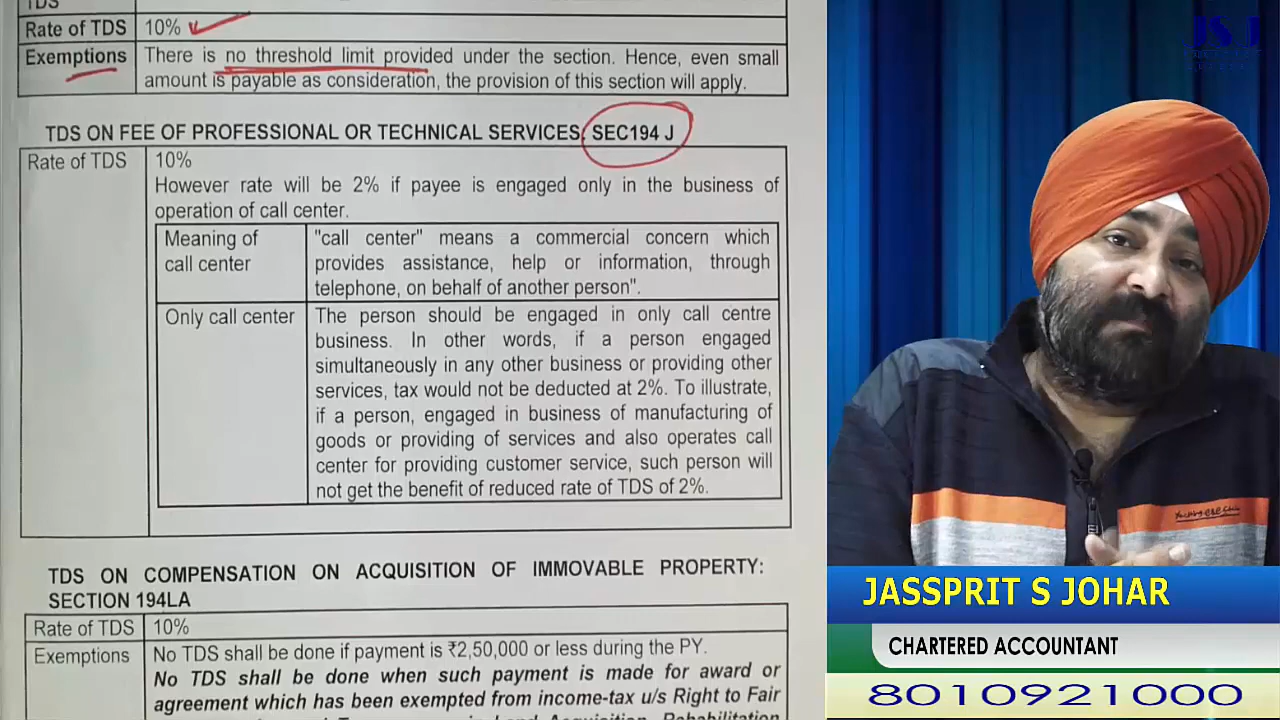 TDS
Rate of TDS 10%
Exemptions There is no threshold limit provided under the section. Hence, even small
amount is payable as consideration, the provision of this section will apply.
TDS ON FEE OF PROFESSIONAL OR TECHNICAL SERVICES, SEC194 J
Rate of TDS 10%
However rate will be 2% if payee is engaged only in the business of
operation of call center.
Meaning of "call center" means a commercial concern which
call center provides assistance, help or information, through
telephone, on behalf of another person".
Only call center The person should be engaged in only call centre
business. In other words, if a person engaged
simultaneously in any other business or providing other
services, tax would not be deducted at 2%. To illustrate,
if a person, engaged in business of manufacturing of
goods or providing of services and also operates call
center for providing customer service, such person will
not get the benefit of reduced rate of TDS of 2%.
TDS ON COMPENSATION ON ACQUISITION OF IMMOVABLE PROPERTY:
SECTION 194LA
Rate of TDS 10%
Exemptions No TDS shall be done if payment is ₹2,50,000 or less during the PY.
No TDS shall be done when such payment is made for award or
agreement which has been exempted from income-tax u/s Right to Fair
JSJ
JASSPRIT S JOHAR
CHARTERED ACCOUNTANT
8010921000